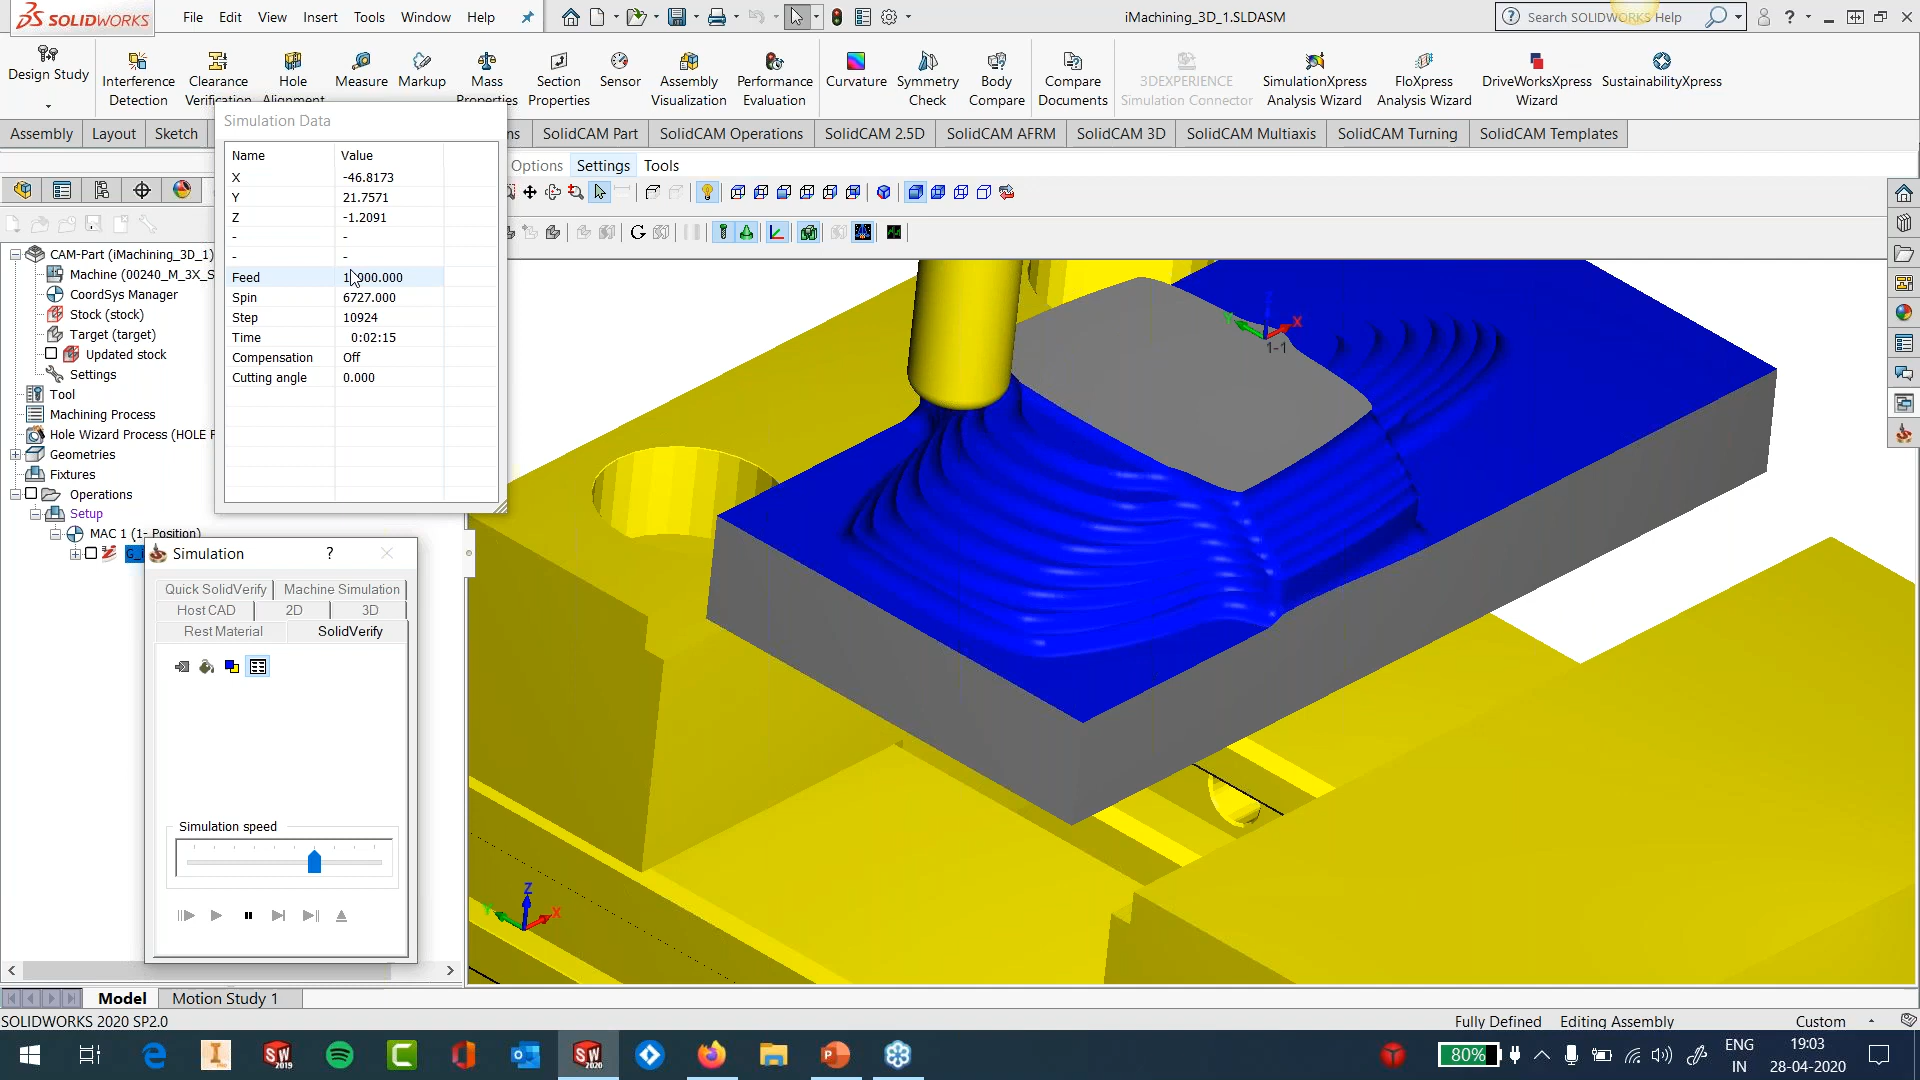 SOLIDWORKS File Edit View Insert Tools Window Help iMachining_3D_1.SLDASM Search SOLIDWORKS Help
Design Study
Interference Detection
Clearance Verification
Hole Alignment
Measure
Markup
Mass Properties
Section Properties
Sensor
Assembly Visualization
Performance Evaluation
Curvature
Symmetry Check
Body Compare
Compare Documents
3DEXPERIENCE Simulation Connector
SimulationXpress Analysis Wizard
FloXpress Analysis Wizard
DriveWorksXpress Wizard
SustainabilityXpress
Assembly Layout Sketch SolidCAM Part SolidCAM Operations SolidCAM 2.5D SolidCAM AFRM SolidCAM 3D SolidCAM Multiaxis SolidCAM Turning SolidCAM Templates
Options Settings Tools
Simulation Data
Name Value
X -46.8173
Y 21.7571
Z -1.2091
- -
- -
Feed
Spin 6727.000
Step 10924
Time 0:02:15
Compensation Off
Cutting angle 0.000
CAM-Part (iMachining_3D_1)
Machine (00240_M_3X_S
CoordSys Manager
Stock (stock)
Target (target)
Updated stock
Settings
Tool
Machining Process
Hole Wizard Process (HOLE P
Geometries
Fixtures
Operations
Setup
MAC 1 (1- Position)
Simulation ?
Quick SolidVerify Machine Simulation
Host CAD 2D 3D
Rest Material SolidVerify
Simulation speed
Y Z X
1-1
Y Z X
Model Motion Study 1
SOLIDWORKS 2020 SP2.0 Fully Defined Editing Assembly Custom
SW 2019
SW 2020
80%
ENG IN
19:03
28-04-2020